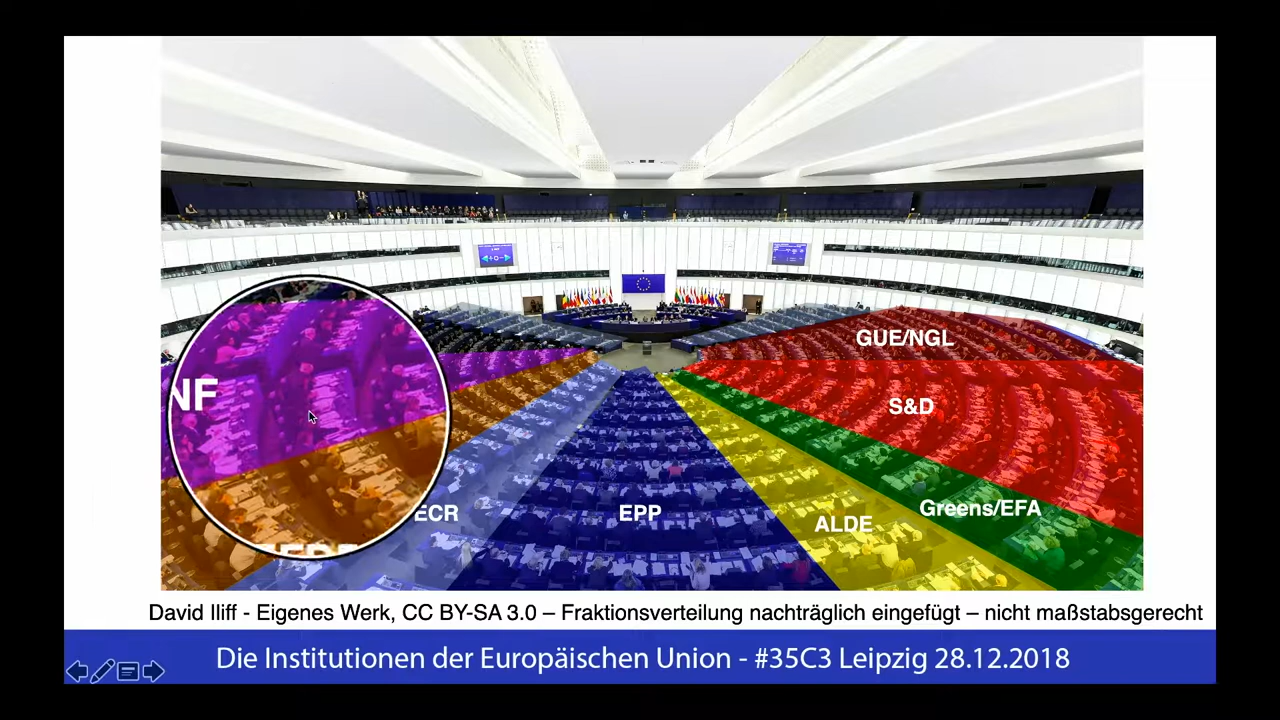 GUE/NGL
NF
S&D
ECR
EPP
ALDE
Greens/EFA
David Iliff - Eigenes Werk, CC BY-SA 3.0 – Fraktionsverteilung nachträglich eingefügt – nicht maßstabsgerecht
Die Institutionen der Europäischen Union - #35C3 Leipzig 28.12.2018